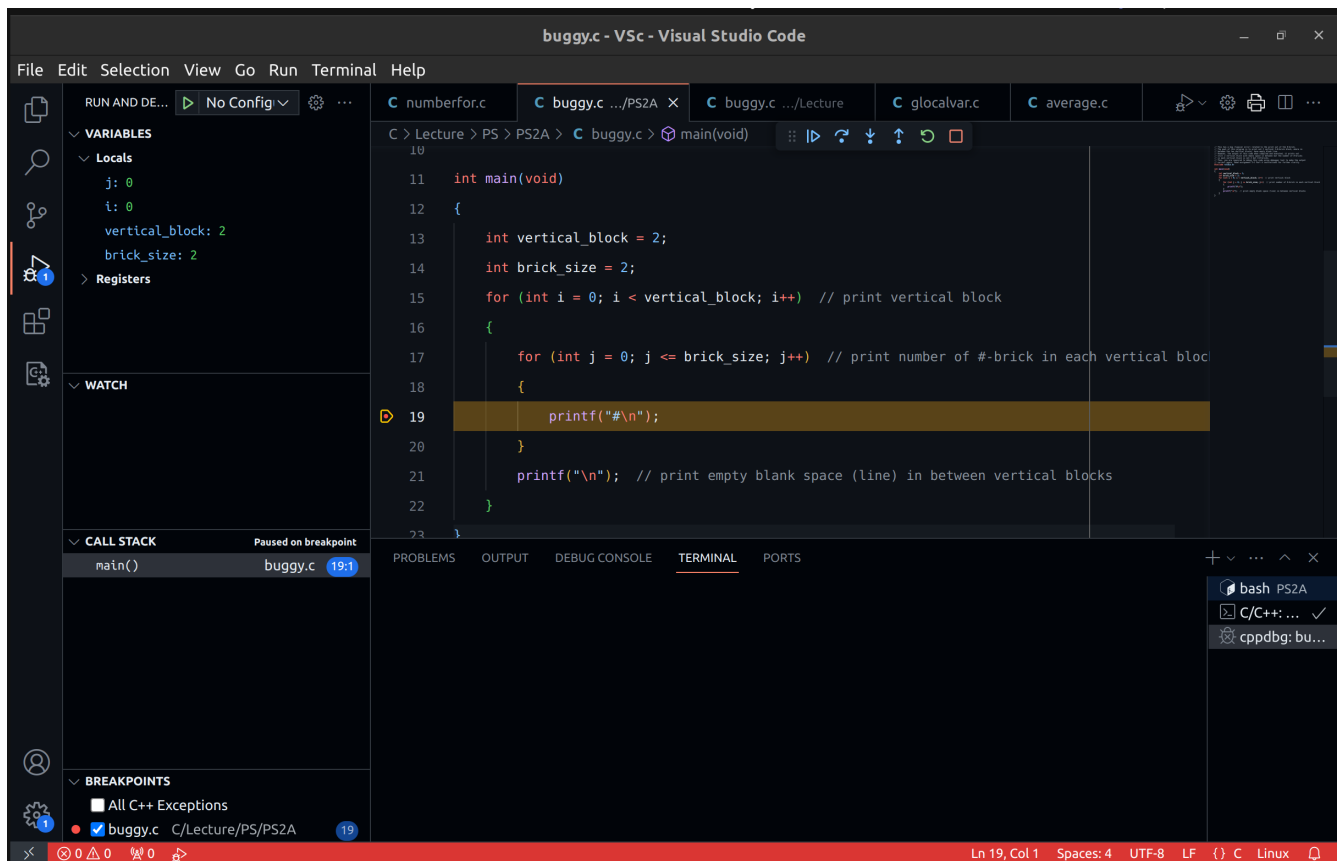 buggy.c - VSc - Visual Studio Code
File Edit Selection View Go Run Terminal Help
RUN AND DE... No Config
numberfor.c
buggy.c .../PS2A
buggy.c .../Lecture
glocalvar.c
average.c
C > Lecture > PS > PS2A > C buggy.c > main(void)
VARIABLES
Locals
j: 0
i: 0
vertical_block: 2
brick_size: 2
Registers
WATCH
CALL STACK Paused on breakpoint
main() buggy.c 19:1
BREAKPOINTS
All C++ Exceptions
buggy.c C/Lecture/PS/PS2A 19
10
11 int main(void)
12 {
13 int vertical_block = 2;
14 int brick_size = 2;
15 for (int i = 0; i < vertical_block; i++) // print vertical block
16 {
17 for (int j = 0; j <= brick_size; j++) // print number of #-brick in each vertical bloc
18 {
19 printf("#\n");
20 }
21 printf("\n"); // print empty blank space (line) in between vertical blocks
22 }
23 }
PROBLEMS OUTPUT DEBUG CONSOLE TERMINAL PORTS
bash PS2A
C/C++: ...
cppdbg: bu...
1
1
0 0 0 Ln 19, Col 1 Spaces: 4 UTF-8 LF {} C Linux